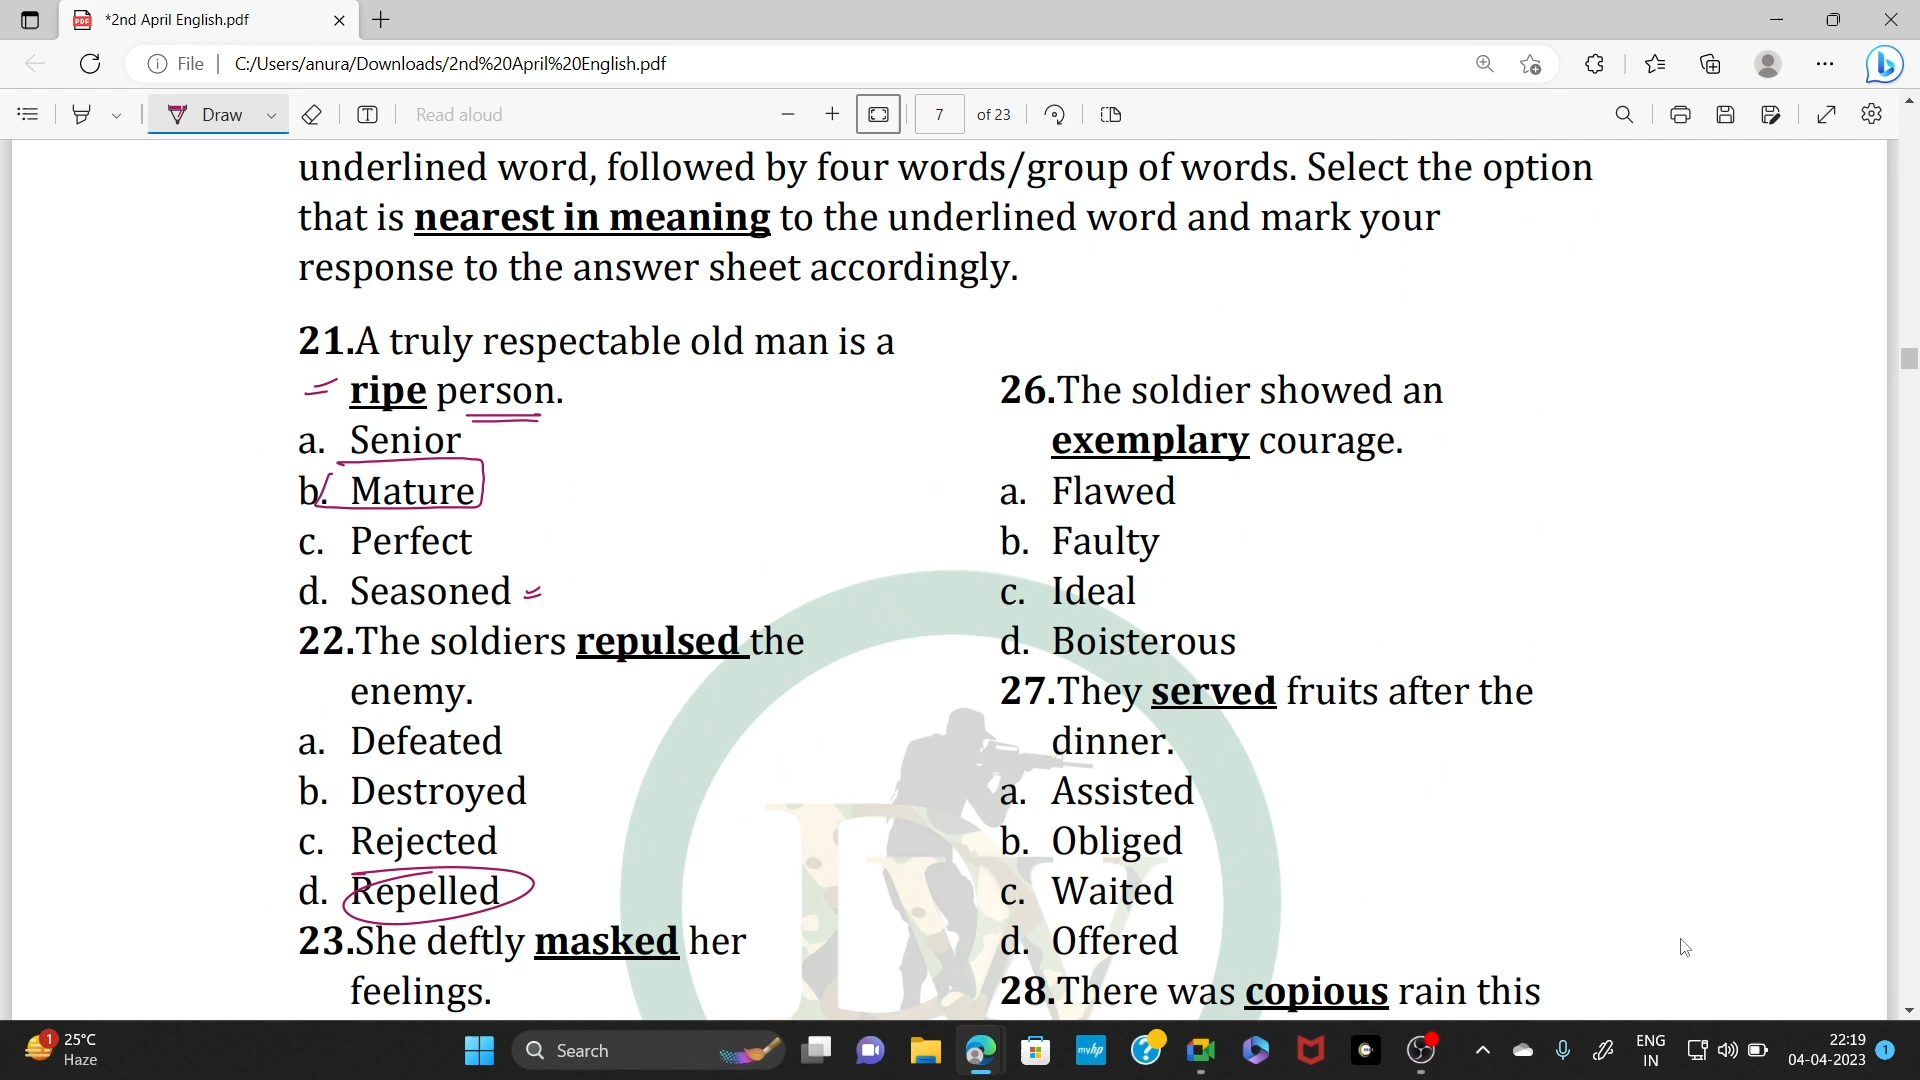 *2nd April English.pdf
File
C:/Users/anura/Downloads/2nd%20April%20English.pdf
Draw
Read aloud
7
of 23
underlined word, followed by four words/group of words. Select the option
that is nearest in meaning to the underlined word and mark your
response to the answer sheet accordingly.
21.A truly respectable old man is a
ripe person.
a. Senior
b. Mature
c. Perfect
d. Seasoned
22.The soldiers repulsed the
enemy.
a. Defeated
b. Destroyed
c. Rejected
d. Repelled
23.She deftly masked her
feelings.
26.The soldier showed an
exemplary courage.
a. Flawed
b. Faulty
c. Ideal
d. Boisterous
27.They served fruits after the
dinner.
a. Assisted
b. Obliged
c. Waited
d. Offered
28.There was copious rain this
1
25°C
Haze
Search
myhp
ENG
IN
22:19
04-04-2023
1